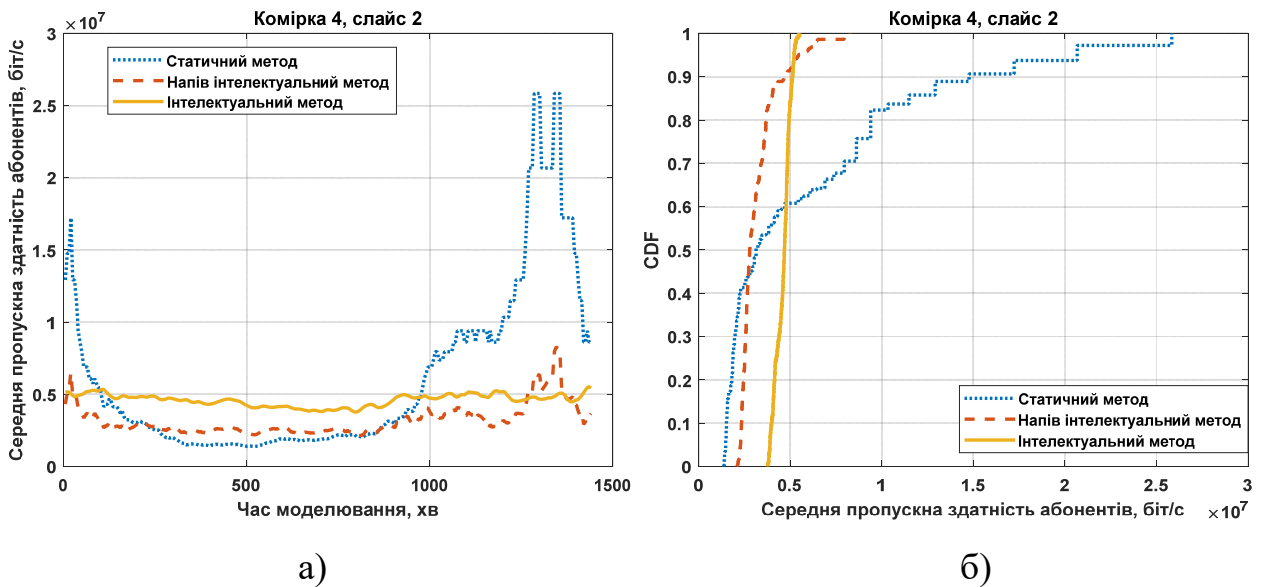 Комірка 4, слайс 2
×10⁷
Середня пропускна здатність абонентів, біт/с
3
2.5
2
1.5
1
0.5
0
Статичний метод
Напів інтелектуальний метод
Інтелектуальний метод
0
500
1000
1500
Час моделювання, хв
а)
Комірка 4, слайс 2
CDF
1
0.9
0.8
0.7
0.6
0.5
0.4
0.3
0.2
0.1
0
Статичний метод
Напів інтелектуальний метод
Інтелектуальний метод
0
0.5
1
1.5
2
2.5
3
Середня пропускна здатність абонентів, біт/с
×10⁷
б)